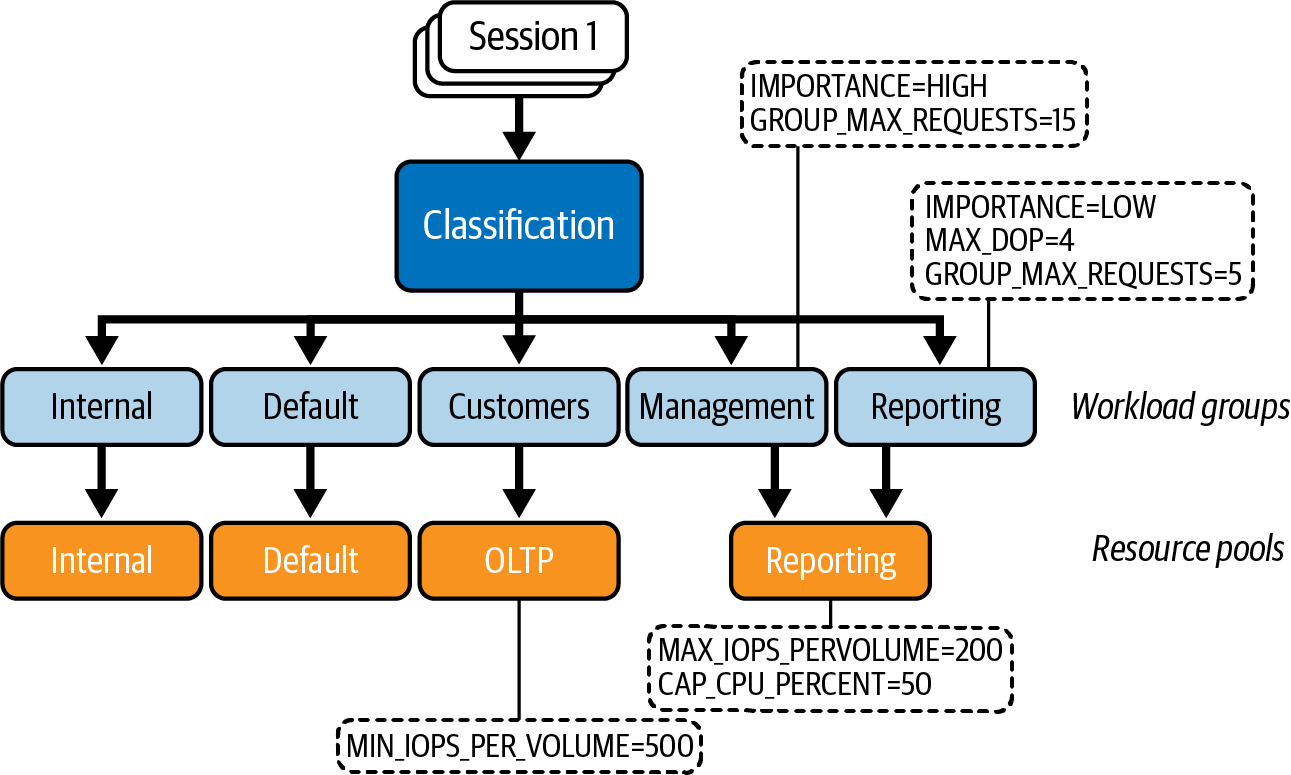 Session 1
IMPORTANCE=HIGH
GROUP_MAX_REQUESTS=15
Classification
IMPORTANCE=LOW
MAX_DOP=4
GROUP_MAX_REQUESTS=5
Internal
Default
Customers
Management
Reporting
Workload groups
Internal
Default
OLTP
Reporting
Resource pools
MAX_IOPS_PERVOLUME=200
CAP_CPU_PERCENT=50
MIN_IOPS_PER_VOLUME=500